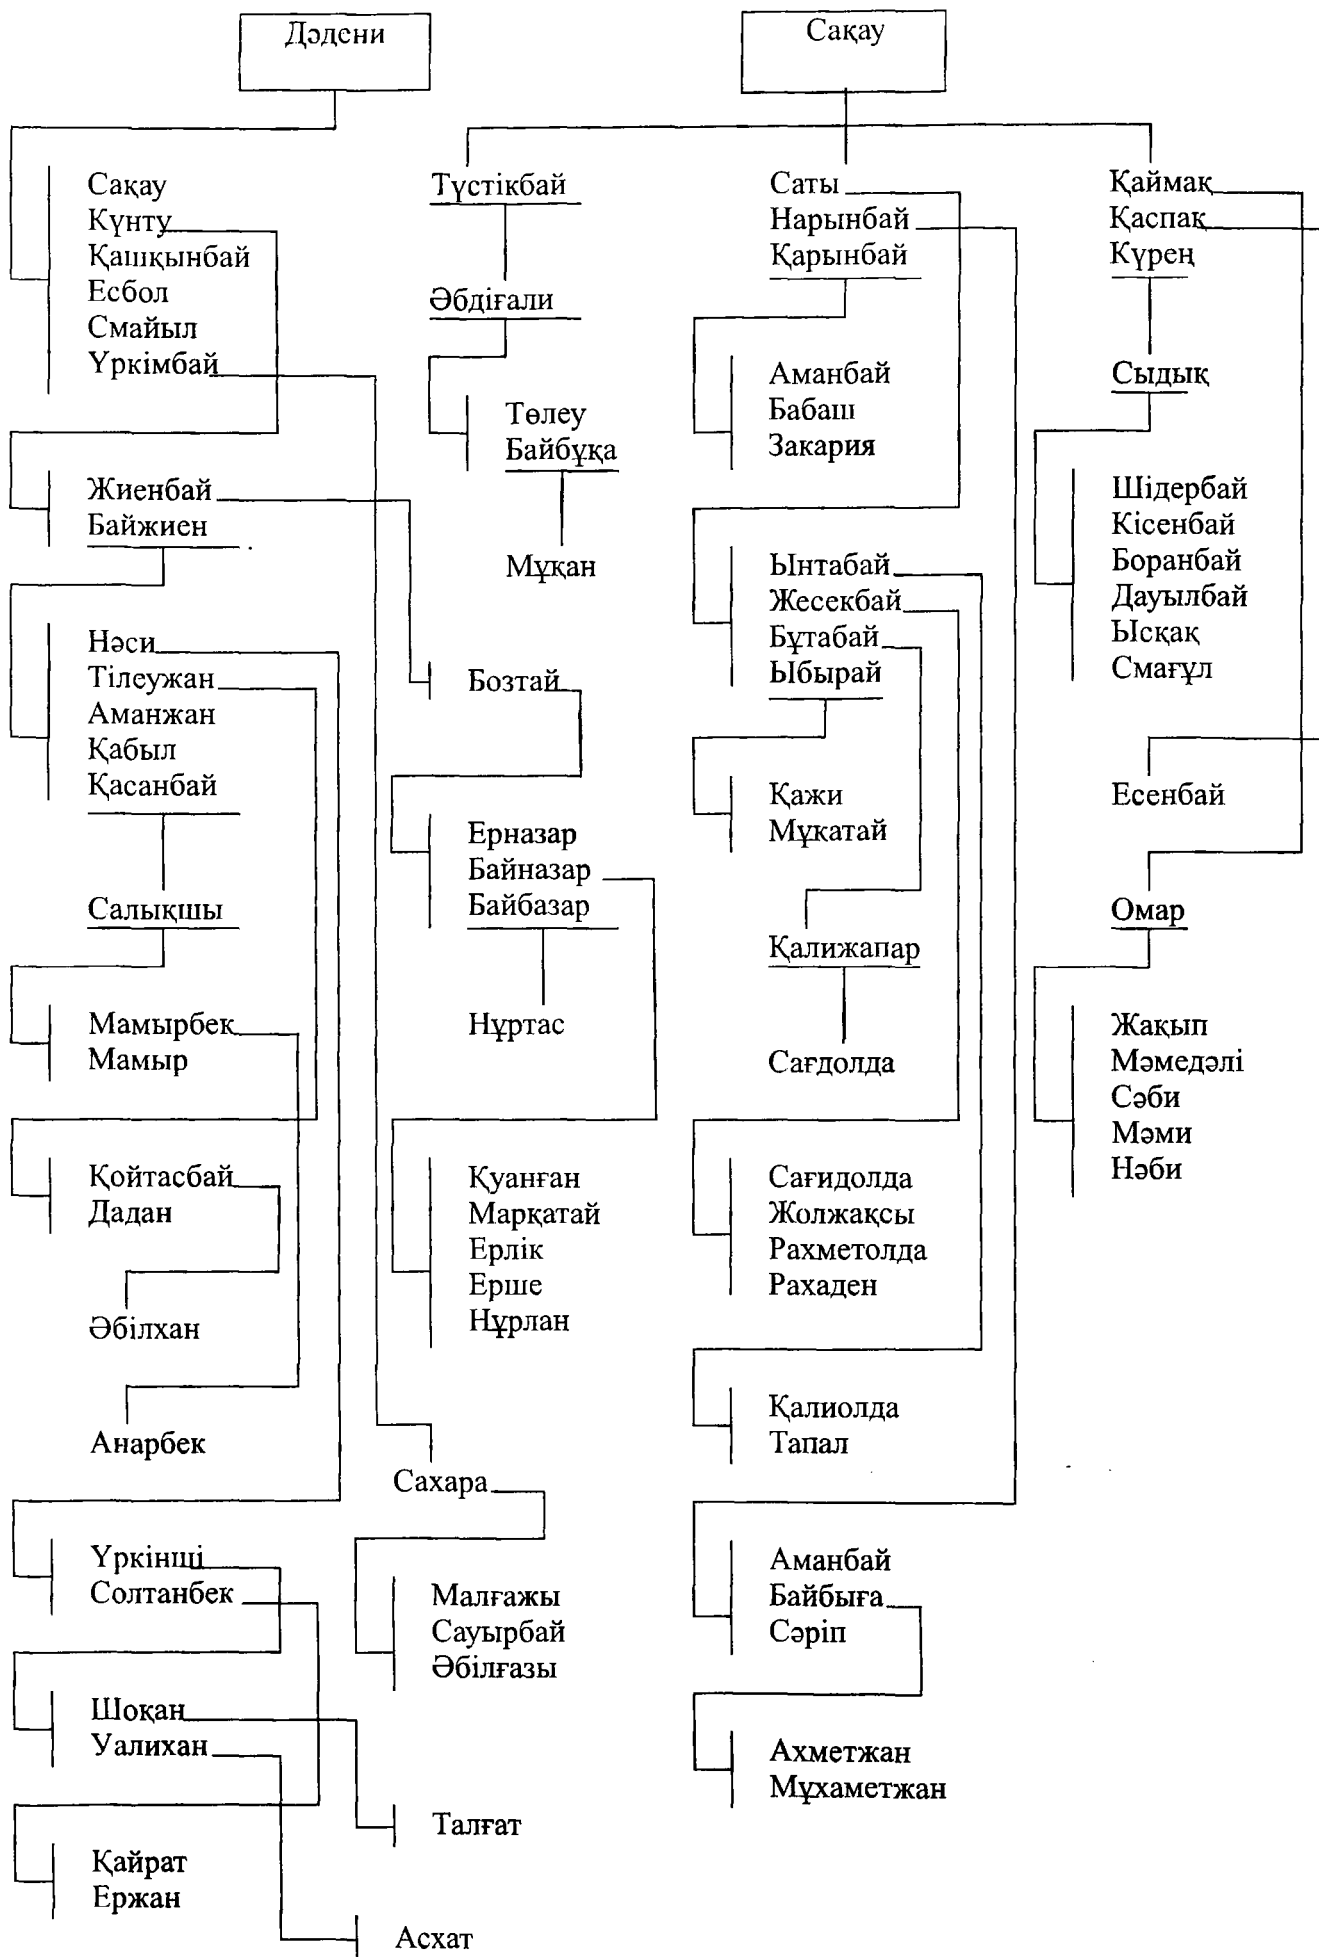 Дәдени
Сақау
Күнту
Қашқынбай
Есбол
Смайыл
Үркімбай
Жиенбай
Байжиен
Нәси
Тілеужан
Аманжан
Қабыл
Қасанбай
Салықшы
Мамырбек
Мамыр
Қойтасбай
Дадан
Әбілхан
Анарбек
Үркінші
Солтанбек
Шоқан
Уалихан
Қайрат
Ержан
Бозтай
Ерназар
Байназар
Байбазар
Нұртас
Қуанған
Марқатай
Ерлік
Ерше
Нұрлан
Сахара
Малғажы
Сауырбай
Әбілғазы
Талғат
Асхат
Сақау
Түстікбай
Әбдіғали
Төлеу
Байбұқа
Мұқан
Саты
Нарынбай
Қарынбай
Аманбай
Бабаш
Закария
Ынтабай
Жесекбай
Бұтабай
Ыбырай
Қажи
Мұқатай
Қалижапар
Сағдолда
Сағидолда
Жолжақсы
Рахметолда
Рахаден
Қалиолда
Тапал
Аманбай
Байбыға
Сәріп
Ахметжан
Мұхаметжан
Қаймақ
Қаспақ
Күрең
Сыдық
Шідербай
Кісенбай
Боранбай
Дауылбай
Ысқақ
Смағұл
Есенбай
Омар
Жақып
Мәмедәлі
Сәби
Мәми
Нәби